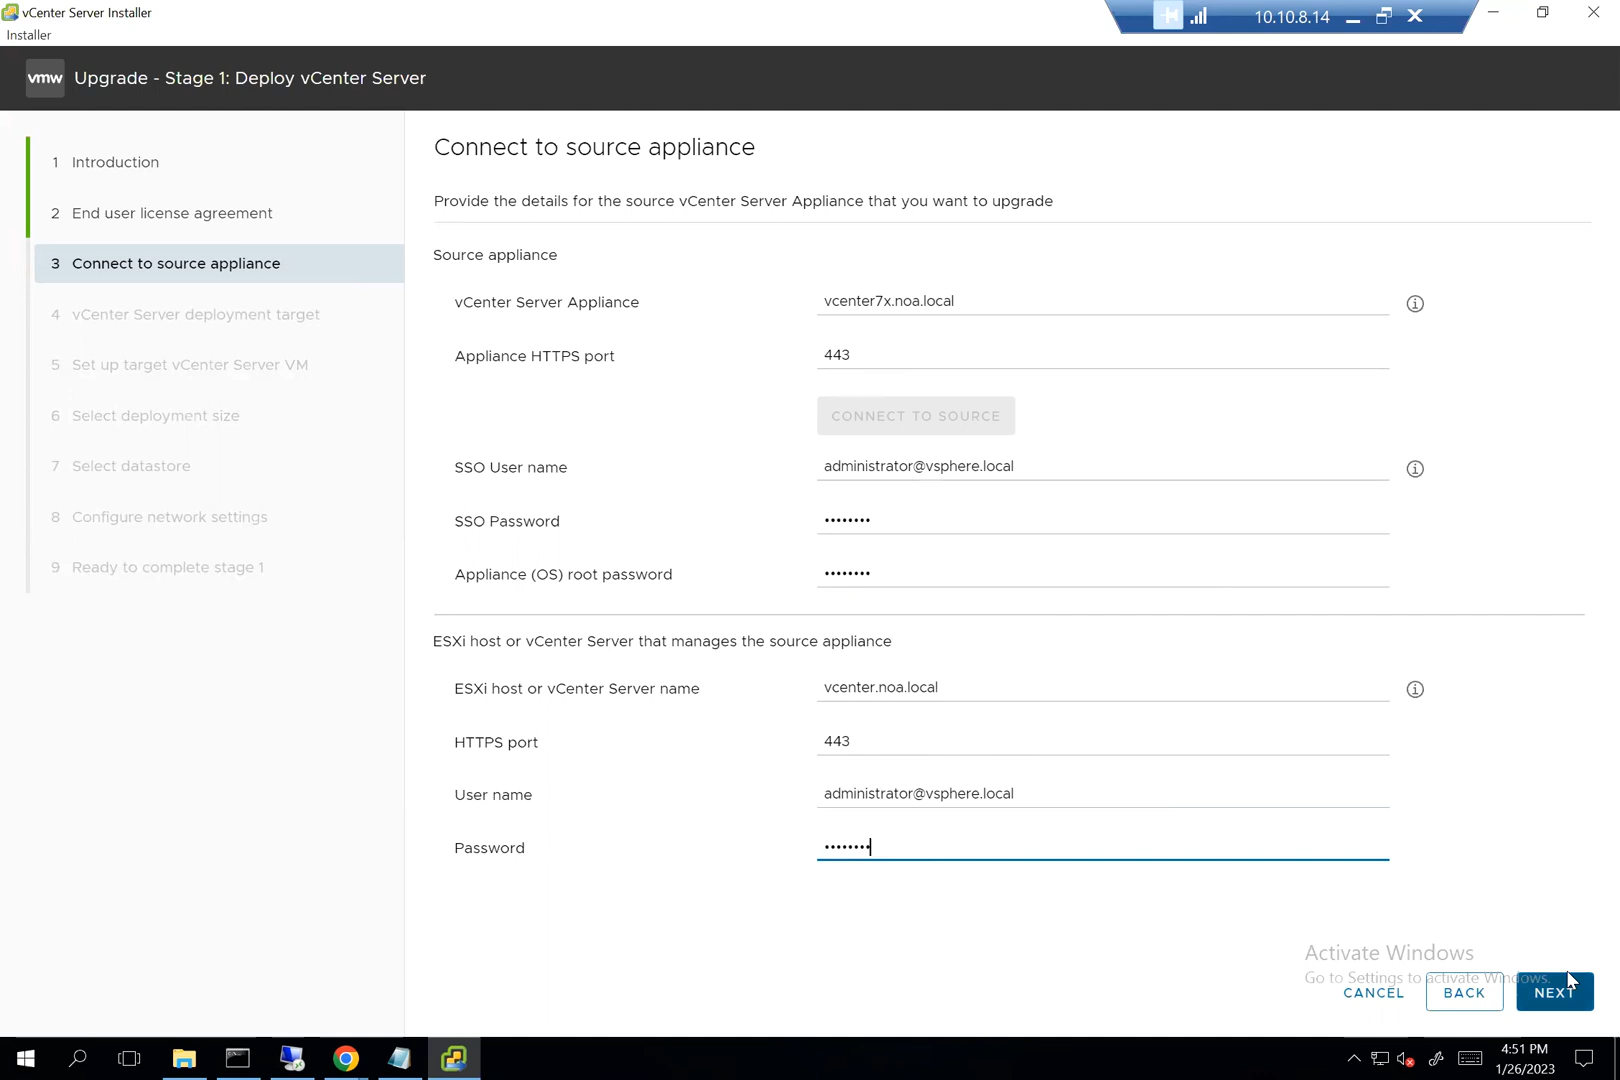 vCenter Server Installer
10.10.8.14
Installer
vmw Upgrade - Stage 1: Deploy vCenter Server
1 Introduction
2 End user license agreement
3 Connect to source appliance
4 vCenter Server deployment target
5 Set up target vCenter Server VM
6 Select deployment size
7 Select datastore
8 Configure network settings
9 Ready to complete stage 1
Connect to source appliance
Provide the details for the source vCenter Server Appliance that you want to upgrade
Source appliance
vCenter Server Appliance vcenter7x.noa.local
Appliance HTTPS port 443
CONNECT TO SOURCE
SSO User name administrator@vsphere.local
SSO Password ••••••••
Appliance (OS) root password ••••••••
ESXi host or vCenter Server that manages the source appliance
ESXi host or vCenter Server name vcenter.noa.local
HTTPS port 443
User name administrator@vsphere.local
Password ••••••••
Activate Windows
Go to Settings to activate Windows.
CANCEL BACK NEXT
4:51 PM
1/26/2023